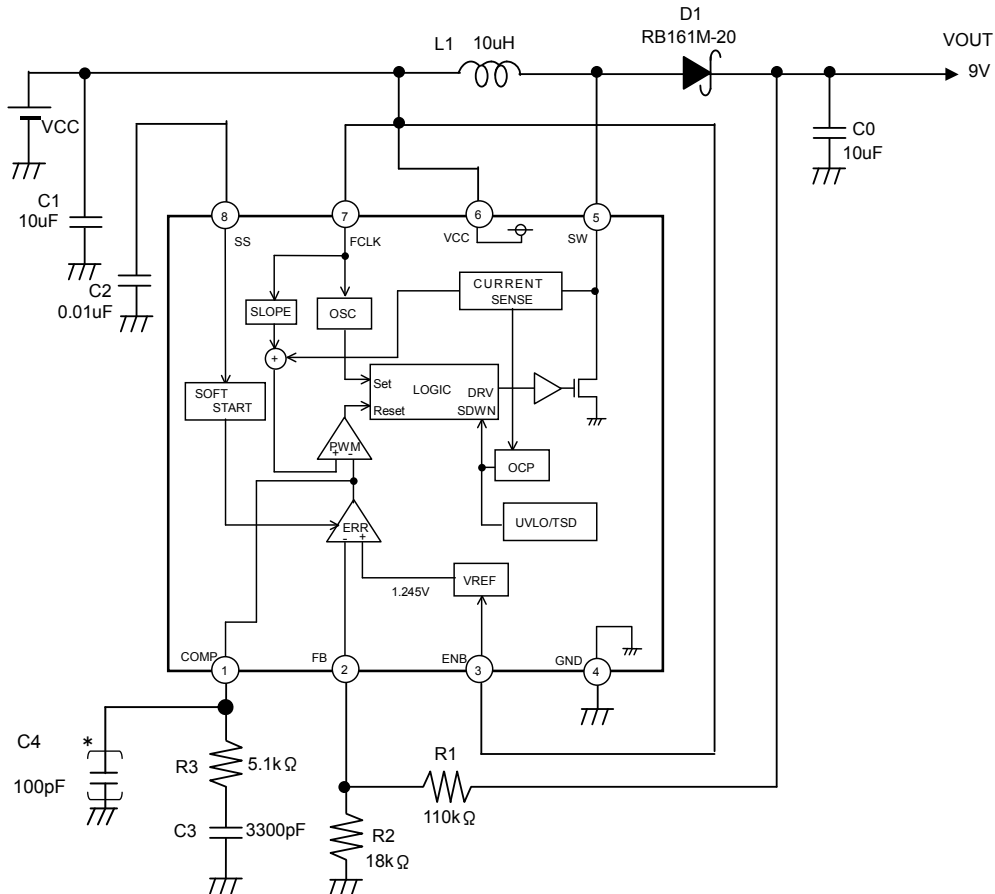 D1
RB161M-20
L1 10uH
VOUT
9V
VCC
C0
10uF
C1
10uF
C2
0.01uF
8
7
6
5
SS
FCLK
VCC
SW
CURRENT
SENSE
SLOPE
OSC
+
Set
LOGIC
DRV
Reset
SDWN
SOFT
START
PWM
+ -
OCP
UVLO/TSD
ERR
- +
VREF
1.245V
COMP
FB
ENB
GND
1
2
3
4
C4
*
100pF
R3 5.1kΩ
R1
110kΩ
C3 3300pF
R2
18kΩ